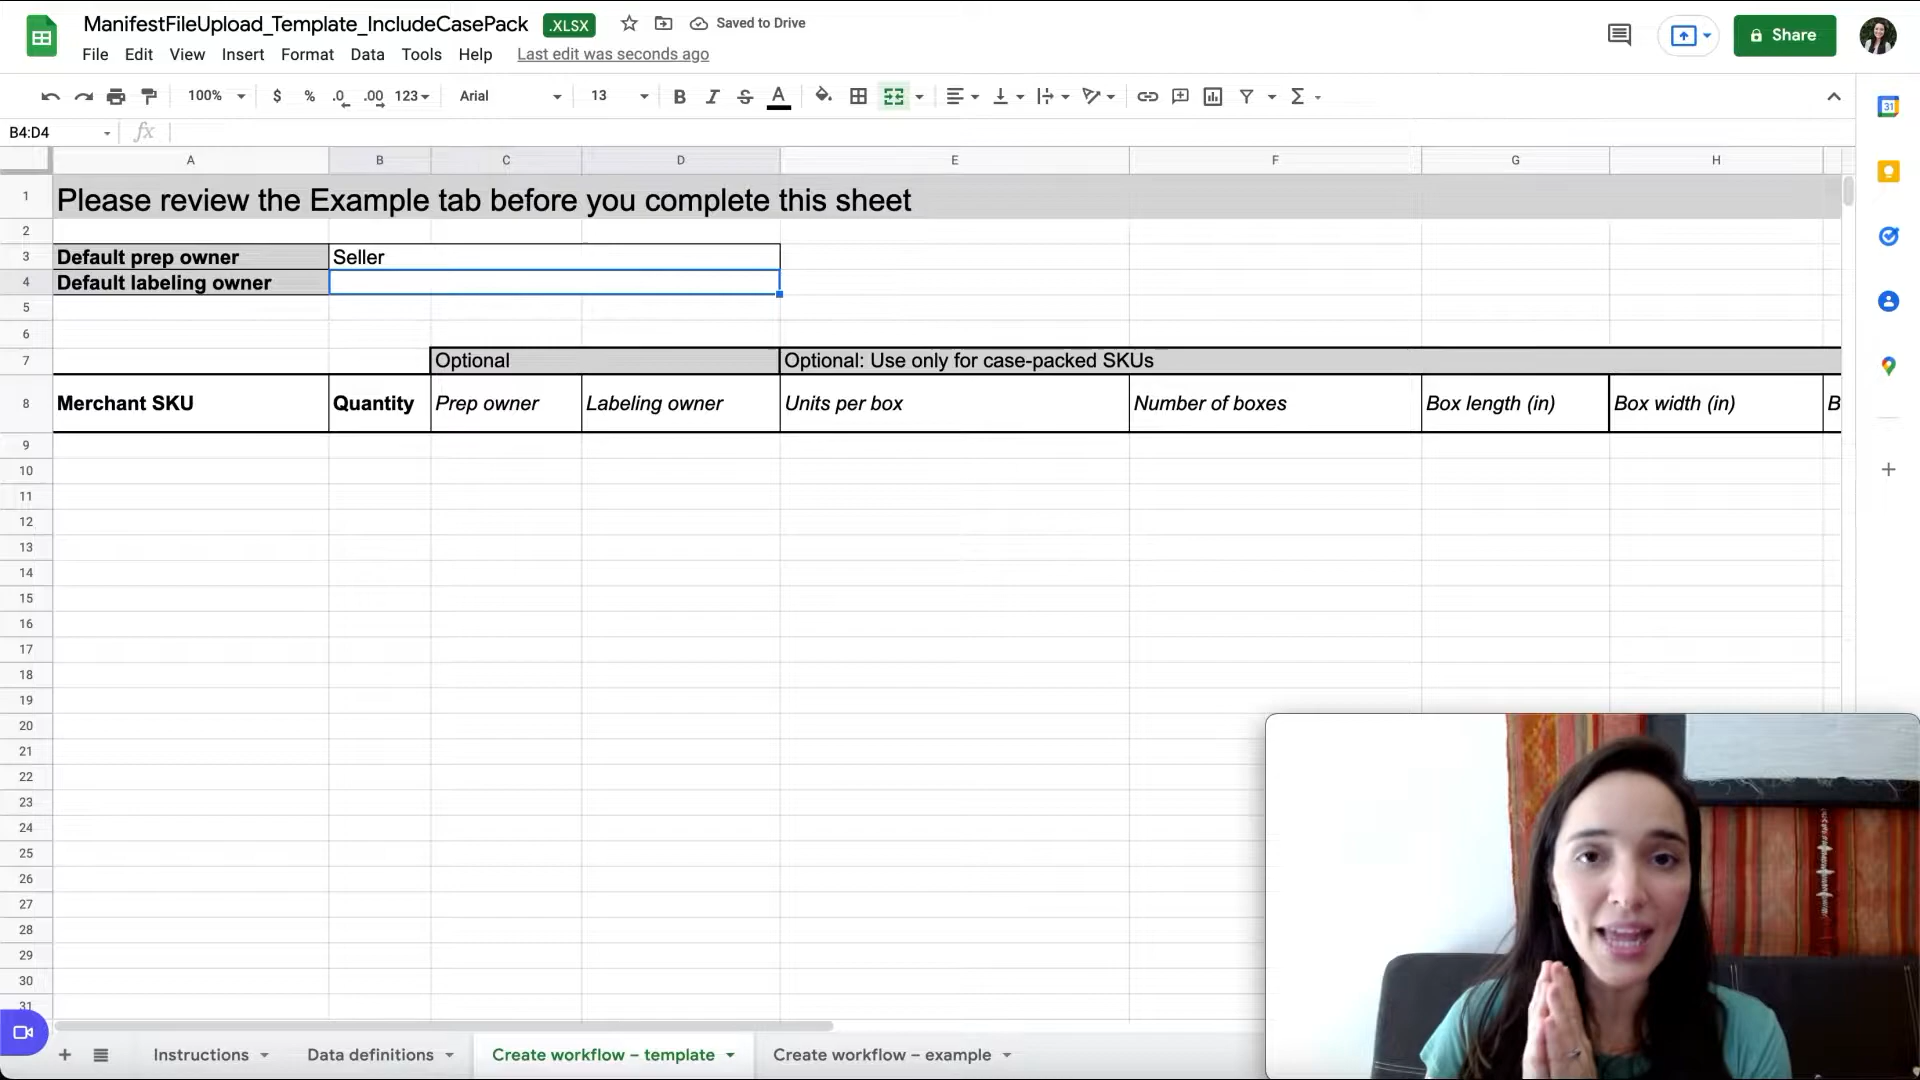 ManifestFileUpload_Template_IncludeCasePack .XLSX Saved to Drive
File Edit View Insert Format Data Tools Help Last edit was seconds ago
Share
100% $ % .0 .00 123 Arial 13 B I S A Σ
31
B4:D4 fx
A B C D E F G H
1 Please review the Example tab before you complete this sheet
2
3 Default prep owner Seller
4 Default labeling owner
5
6
7 Optional Optional: Use only for case-packed SKUs
8 Merchant SKU Quantity Prep owner Labeling owner Units per box Number of boxes Box length (in) Box width (in) B
9
10
11
12
13
14
15
16
17
18
19
20
21
22
23
24
25
26
27
28
29
30
31
+ Instructions Data definitions Create workflow – template Create workflow – example